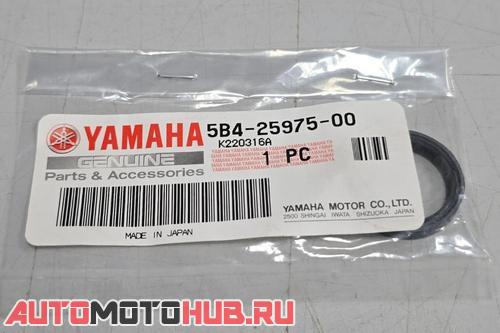 YAMAHA
GENUINE
Parts & Accessories
5B4-25975-00
K220316A
1 PC
YAMAHA MOTOR CO., LTD.
2500 SHINGAI IWATA SHIZUOKA JAPAN
MADE IN JAPAN
AUTOMOTOHUB.RU